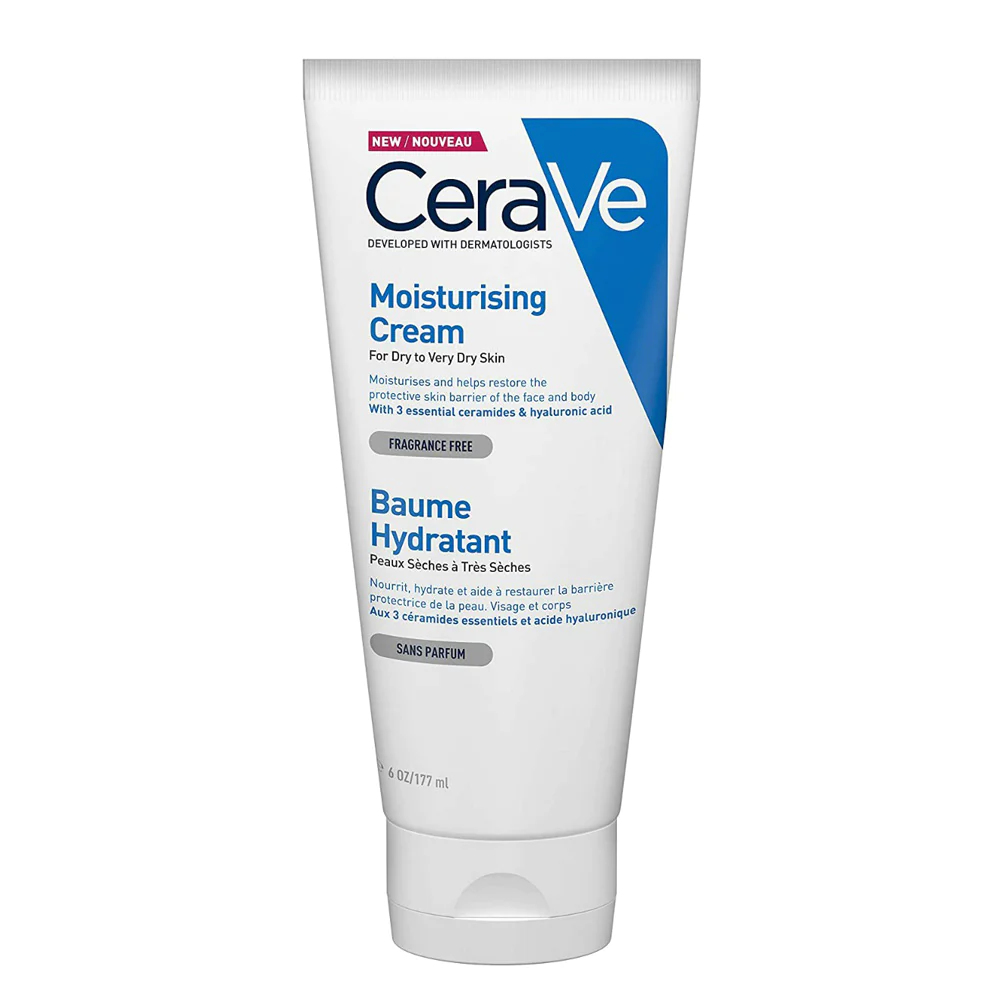 NEW / NOUVEAU
CeraVe
DEVELOPED WITH DERMATOLOGISTS
Moisturising
Cream
For Dry to Very Dry Skin
Moisturises and helps restore the
protective skin barrier of the face and body
With 3 essential ceramides & hyaluronic acid
FRAGRANCE FREE
Baume
Hydratant
Peaux Sèches à Très Sèches
Nourrit, hydrate et aide à restaurer la barrière
protectrice de la peau. Visage et corps
Aux 3 céramides essentiels et acide hyaluronique
SANS PARFUM
6 OZ/177 ml